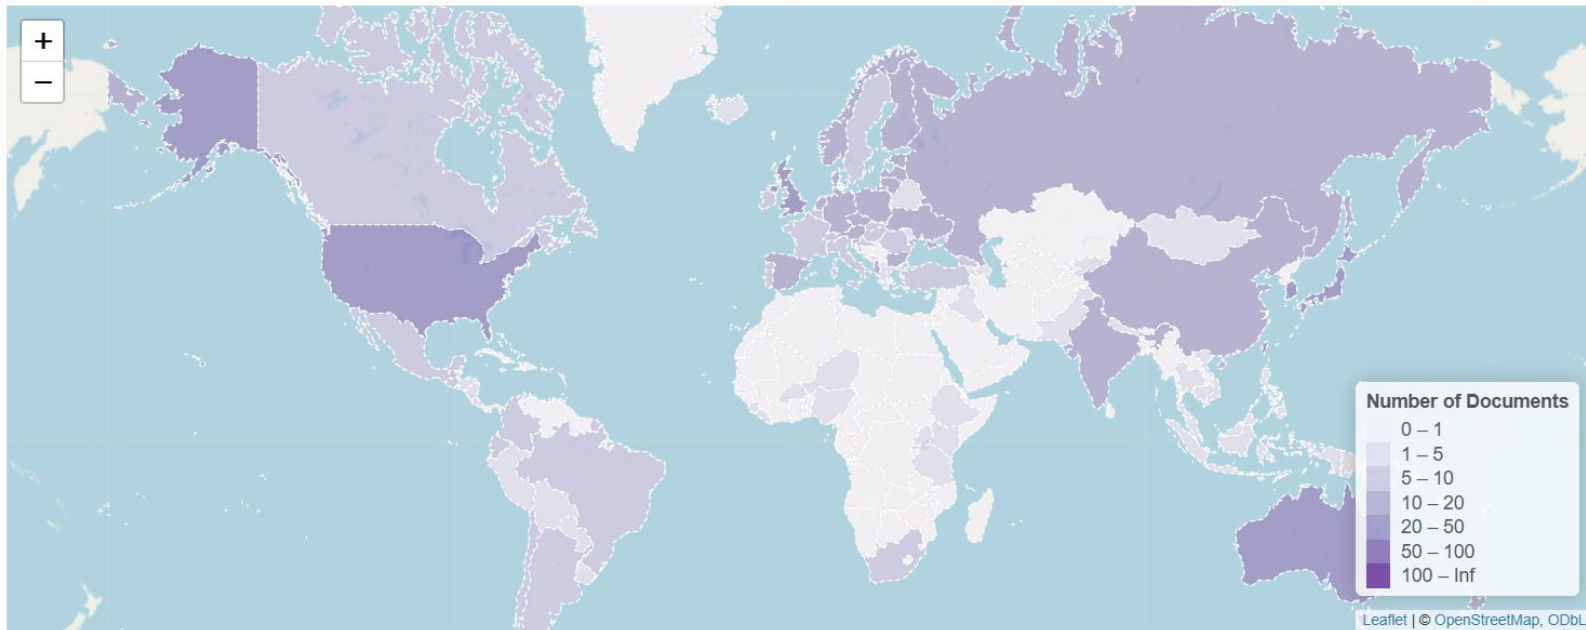 +
−
Number of Documents
0 – 1
1 – 5
5 – 10
10 – 20
20 – 50
50 – 100
100 – Inf
Leaflet | © OpenStreetMap, ODbL